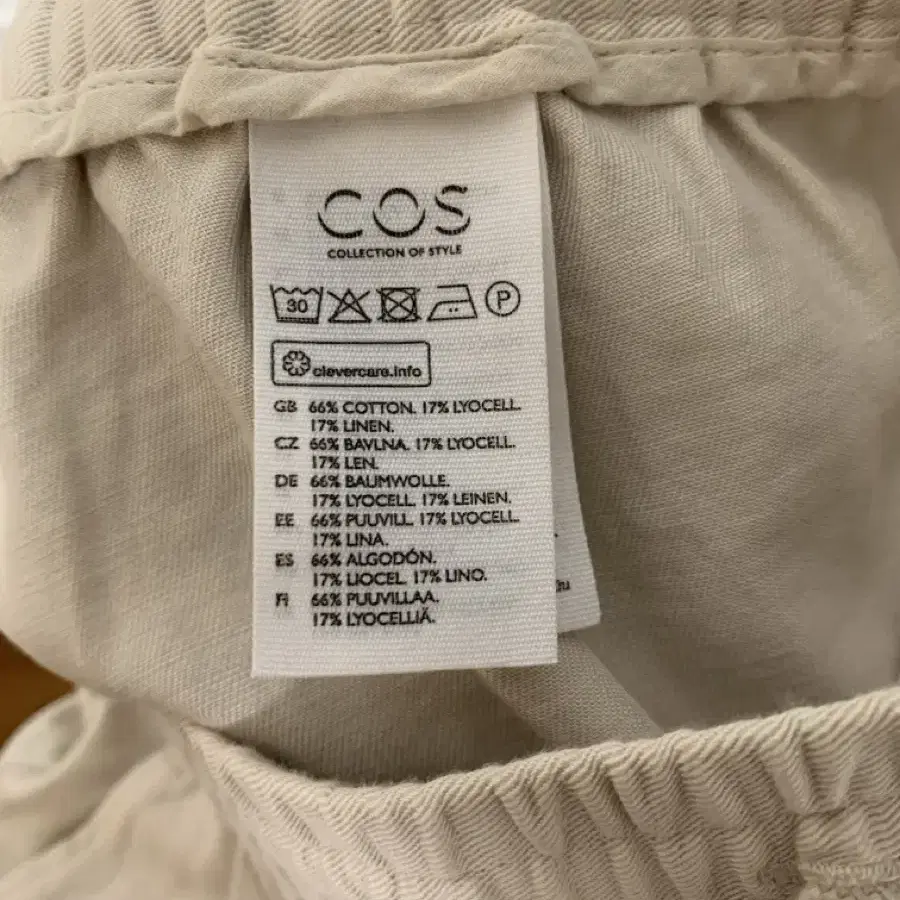 COS
COLLECTION OF STYLE
30
P
clevercare.info
GB 66% COTTON. 17% LYOCELL.
17% LINEN.
CZ 66% BAVLNA. 17% LYOCELL.
17% LEN.
DE 66% BAUMWOLLE.
17% LYOCELL. 17% LEINEN.
EE 66% PUUVILL. 17% LYOCELL.
17% LINA.
ES 66% ALGODÓN.
17% LIOCEL. 17% LINO.
FI 66% PUUVILLAA.
17% LYOCELLIÄ.